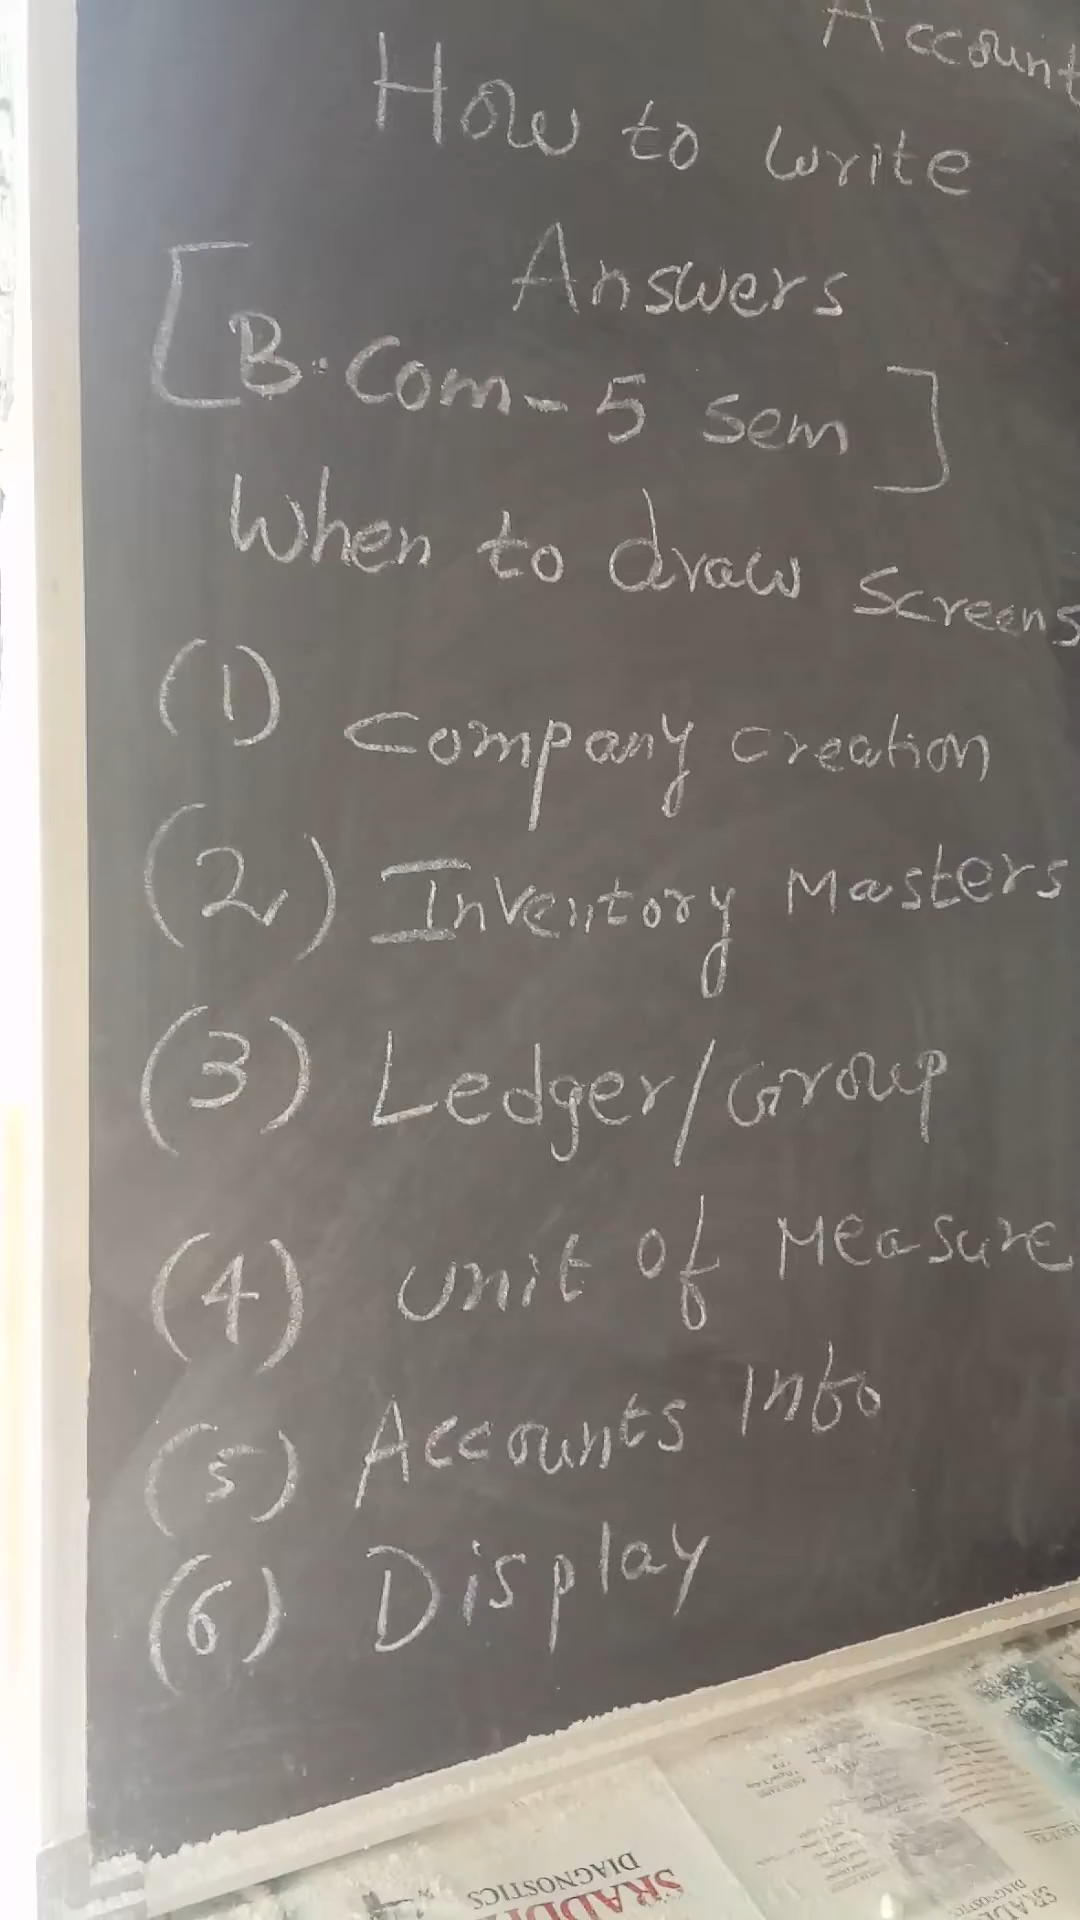 Account
How to write
Answers
[B.Com - 5 sem]
When to draw screens
(1) Company creation
(2) Inventory Masters
(3) Ledger/Group
(4) unit of Measure
(5) Accounts Info
(6) Display
DIAGNOSTICS